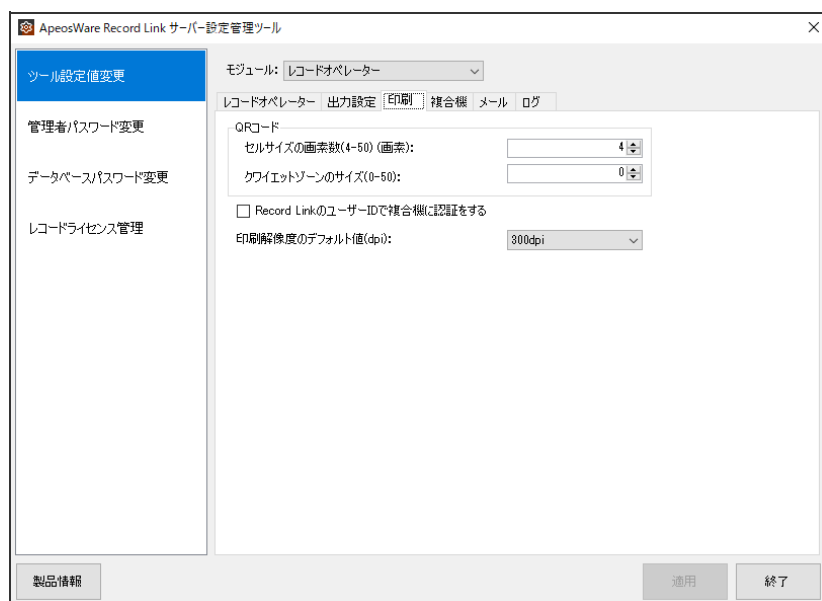 ApeosWare Record Link サーバー設定管理ツール
ツール設定値変更
管理者パスワード変更
データベースパスワード変更
レコードライセンス管理
モジュール: レコードオペレーター
レコードオペレーター 出力設定 印刷 複合機 メール ログ
QRコード
セルサイズの画素数(4-50) (画素): 4
クワイエットゾーンのサイズ(0-50): 0
Record LinkのユーザーIDで複合機に認証をする
印刷解像度のデフォルト値(dpi): 300dpi
製品情報 適用 終了